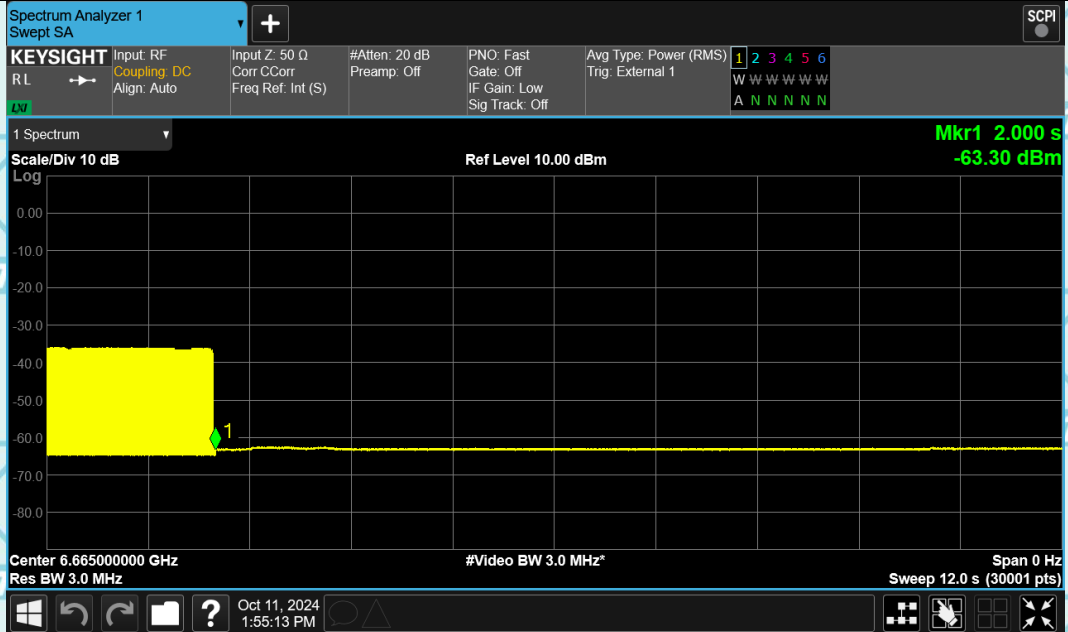 Spectrum Analyzer 1
Swept SA
+
SCPI
KEYSIGHT
R L
LXI
Input: RF
Coupling: DC
Align: Auto
Input Z: 50 Ω
Corr CCorr
Freq Ref: Int (S)
#Atten: 20 dB
Preamp: Off
PNO: Fast
Gate: Off
IF Gain: Low
Sig Track: Off
Avg Type: Power (RMS)
Trig: External 1
1 2 3 4 5 6
W W W W W W
A N N N N N
1 Spectrum
Mkr1 2.000 s
-63.30 dBm
Scale/Div 10 dB
Ref Level 10.00 dBm
Log
0.00
-10.0
-20.0
-30.0
-40.0
-50.0
-60.0
-70.0
-80.0
1
Center 6.665000000 GHz
#Video BW 3.0 MHz*
Span 0 Hz
Res BW 3.0 MHz
Sweep 12.0 s (30001 pts)
?
Oct 11, 2024
1:55:13 PM